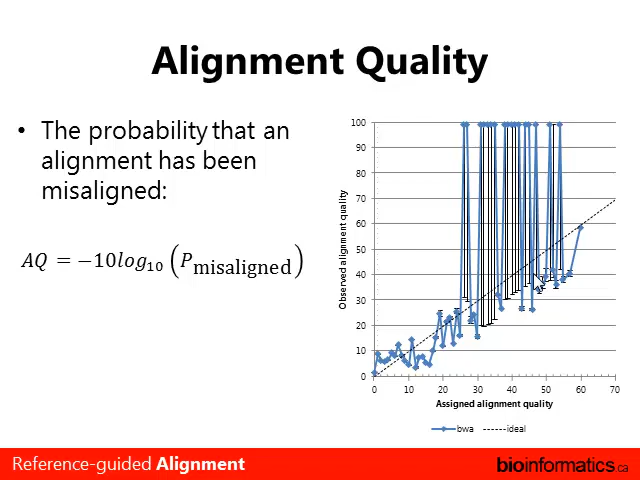 Alignment Quality
• The probability that an
alignment has been
misaligned:
AQ = −10log₁₀ (P misaligned)
100
90
80
70
60
50
40
30
20
10
0
Observed alignment quality
0 10 20 30 40 50 60 70
Assigned alignment quality
bwa ideal
Reference-guided Alignment
bioinformatics.ca